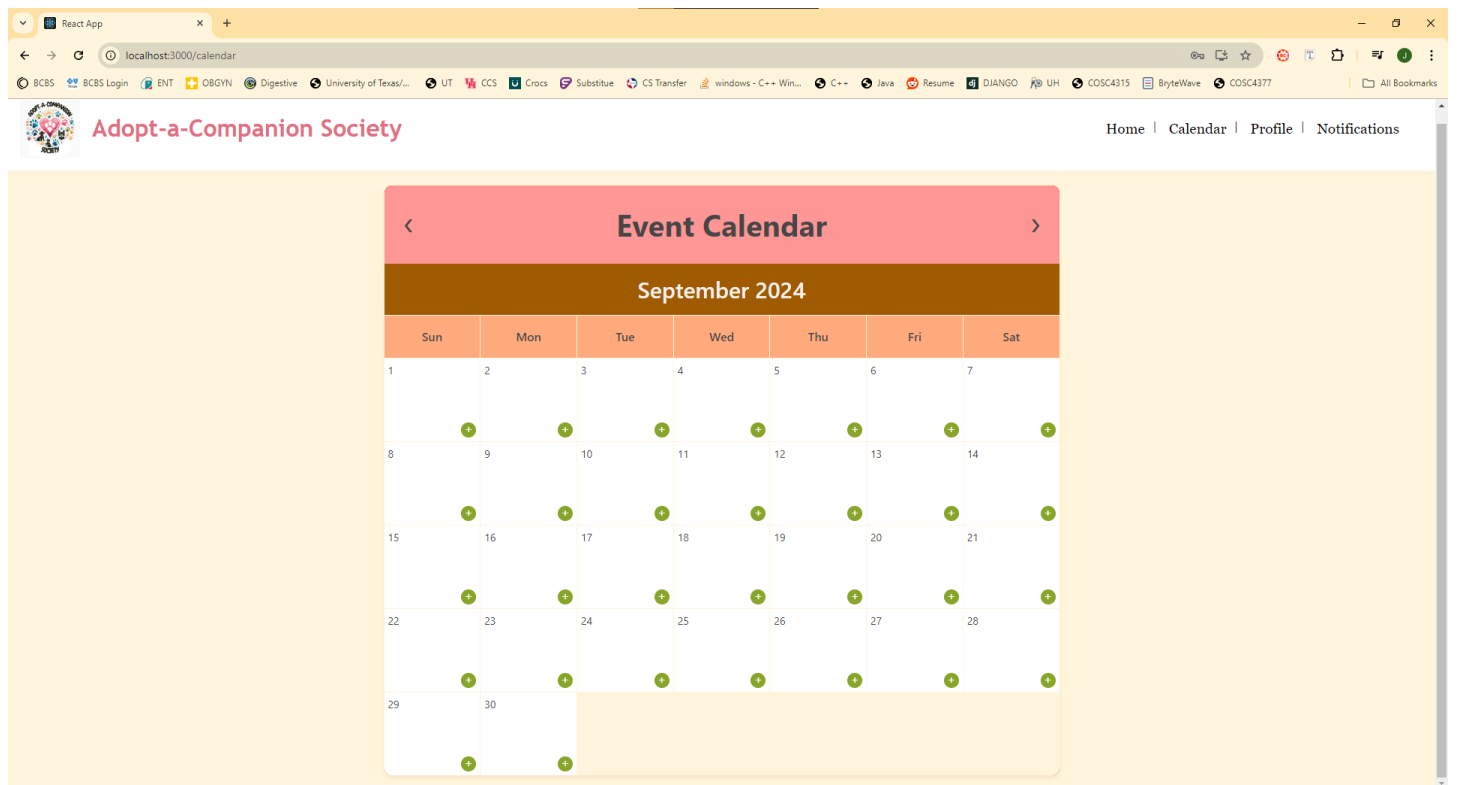 React App
localhost:3000/calendar
BCBS BCBS Login ENT OBGYN Digestive University of Texas/... UT CCS Crocs Substitue CS Transfer windows - C++ Win... C++ Java Resume DJANGO UH COSC4315 BryteWave COSC4377 All Bookmarks
ADOPT-A-COMPANION
SOCIETY
Adopt-a-Companion Society
Home | Calendar | Profile | Notifications
‹ Event Calendar ›
September 2024
Sun Mon Tue Wed Thu Fri Sat
1 2 3 4 5 6 7
+ + + + + + +
8 9 10 11 12 13 14
+ + + + + + +
15 16 17 18 19 20 21
+ + + + + + +
22 23 24 25 26 27 28
+ + + + + + +
29 30
+ +